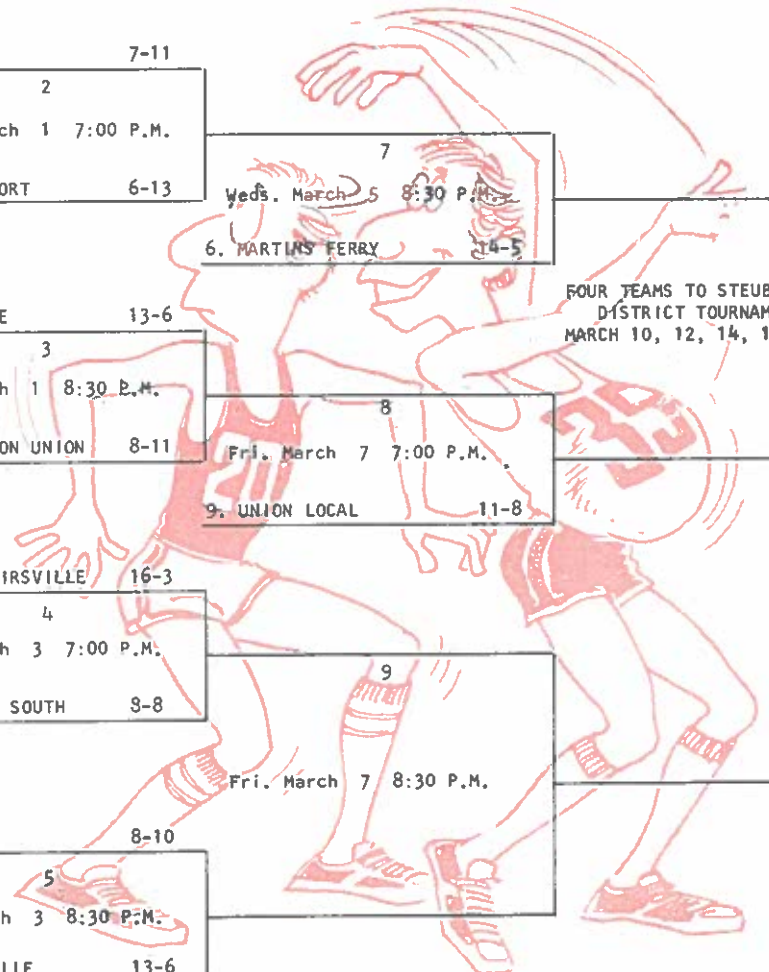 7-11
2
ch 1 7:00 P.M.
7
ORT 6-13
Weds. March 5 8:30 P.M.
6. MARTINS FERRY 14-5
FOUR TEAMS TO STEUB
DISTRICT TOURNAM
MARCH 10, 12, 14, 1
E 13-6
3
h 1 8:30 P.M.
8
ON UNION 8-11
Fri. March 7 7:00 P.M.
9. UNION LOCAL 11-8
IRSVILLE 16-3
4
h 3 7:00 P.M.
SOUTH 8-8
9
Fri. March 7 8:30 P.M.
8-10
5
h 3 8:30 P.M.
LLE 13-6
20
33